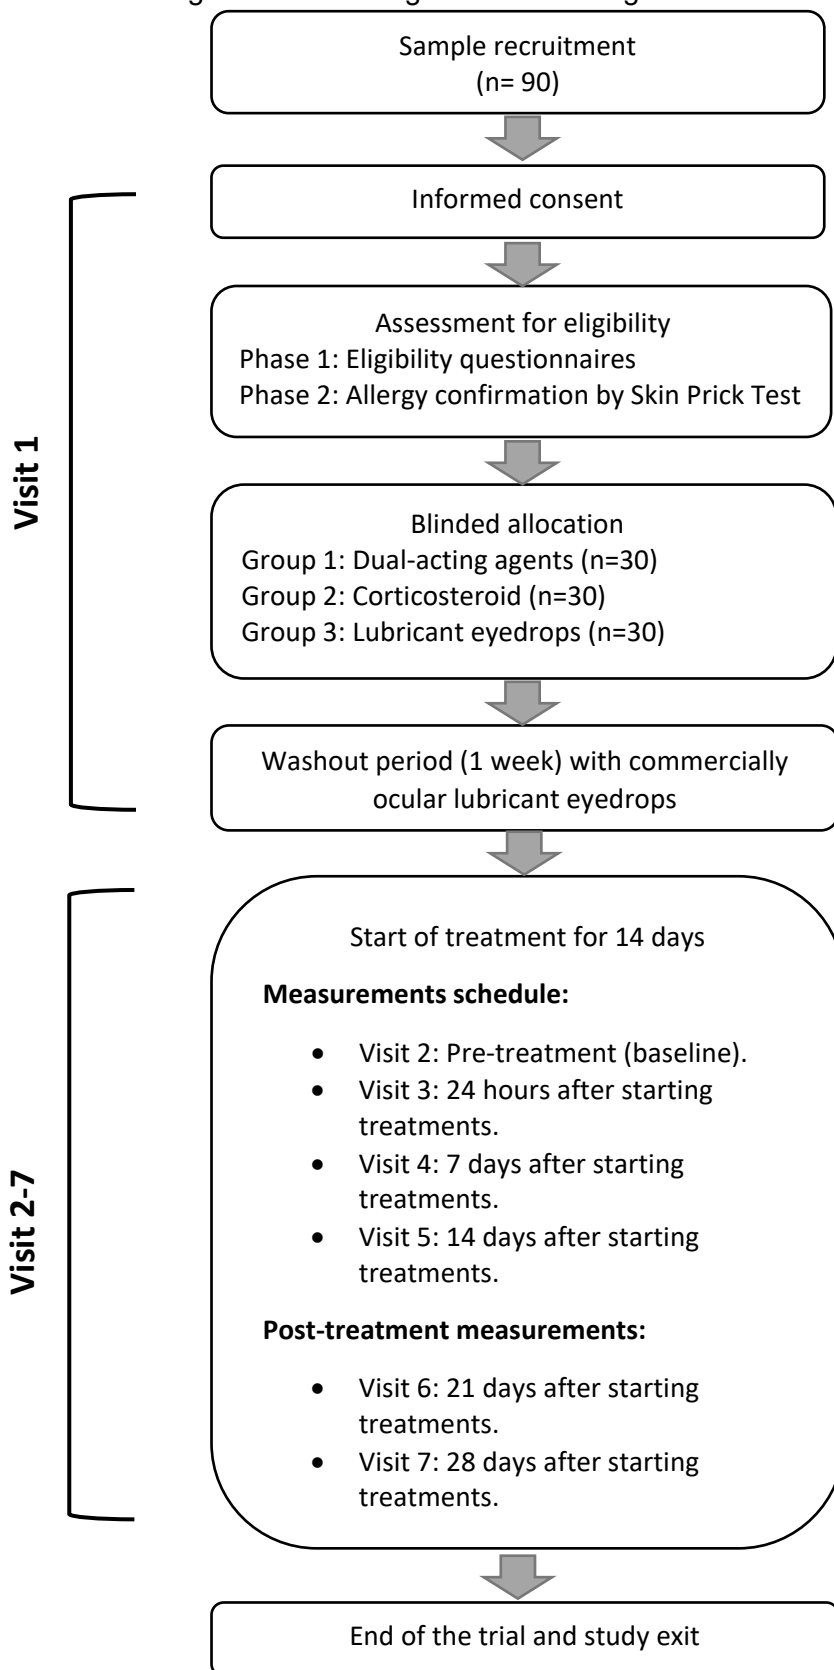 Sample recruitment
(n= 90)
Informed consent
Assessment for eligibility
Phase 1: Eligibility questionnaires
Phase 2: Allergy confirmation by Skin Prick Test
Visit 1
Blinded allocation
Group 1: Dual-acting agents (n=30)
Group 2: Corticosteroid (n=30)
Group 3: Lubricant eyedrops (n=30)
Washout period (1 week) with commercially
ocular lubricant eyedrops
Start of treatment for 14 days
Measurements schedule:
• Visit 2: Pre-treatment (baseline).
• Visit 3: 24 hours after starting
treatments.
• Visit 4: 7 days after starting
treatments.
Visit 2-7
• Visit 5: 14 days after starting
treatments.
Post-treatment measurements:
• Visit 6: 21 days after starting
treatments.
• Visit 7: 28 days after starting
treatments.
End of the trial and study exit